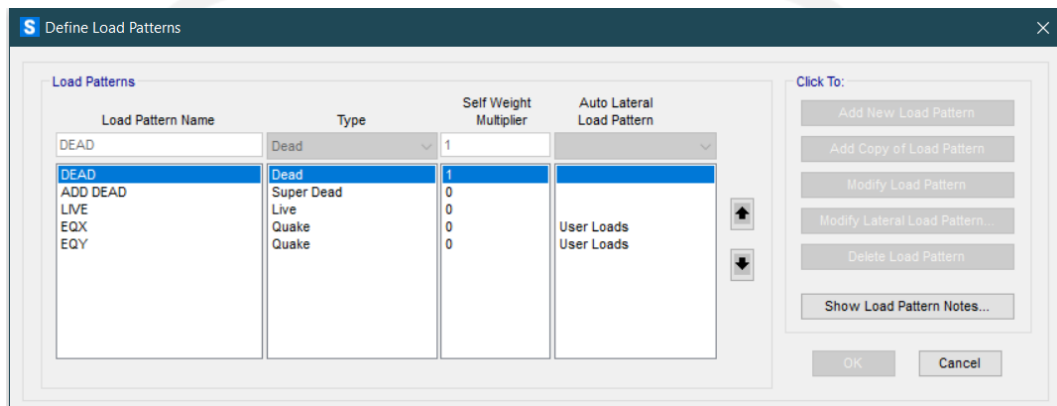 S Define Load Patterns
Load Patterns
Load Pattern Name Type Self Weight Multiplier Auto Lateral Load Pattern
DEAD Dead 1
DEAD Dead 1
ADD DEAD Super Dead 0
LIVE Live 0
EQX Quake 0 User Loads
EQY Quake 0 User Loads
Click To:
Add New Load Pattern
Add Copy of Load Pattern
Modify Load Pattern
Modify Lateral Load Pattern...
Delete Load Pattern
Show Load Pattern Notes...
OK Cancel